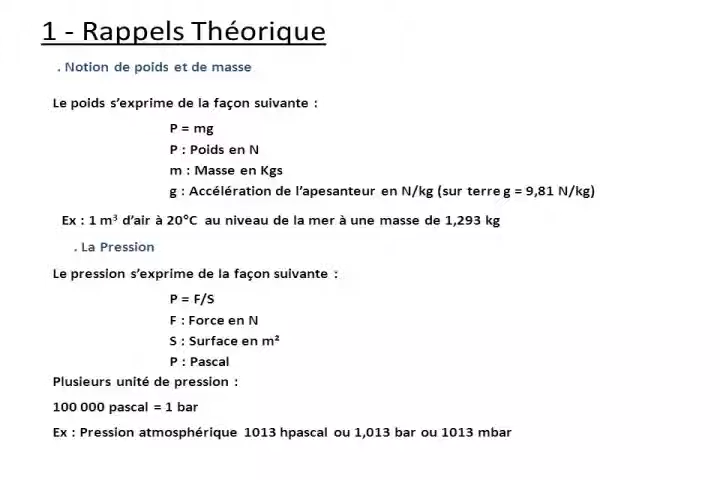 1 - Rappels Théorique
. Notion de poids et de masse
Le poids s’exprime de la façon suivante :
P = mg
P : Poids en N
m : Masse en Kgs
g : Accélération de l’apesanteur en N/kg (sur terre g = 9,81 N/kg)
Ex : 1 m³ d’air à 20°C au niveau de la mer à une masse de 1,293 kg
. La Pression
Le pression s’exprime de la façon suivante :
P = F/S
F : Force en N
S : Surface en m²
P : Pascal
Plusieurs unité de pression :
100 000 pascal = 1 bar
Ex : Pression atmosphérique 1013 hpascal ou 1,013 bar ou 1013 mbar